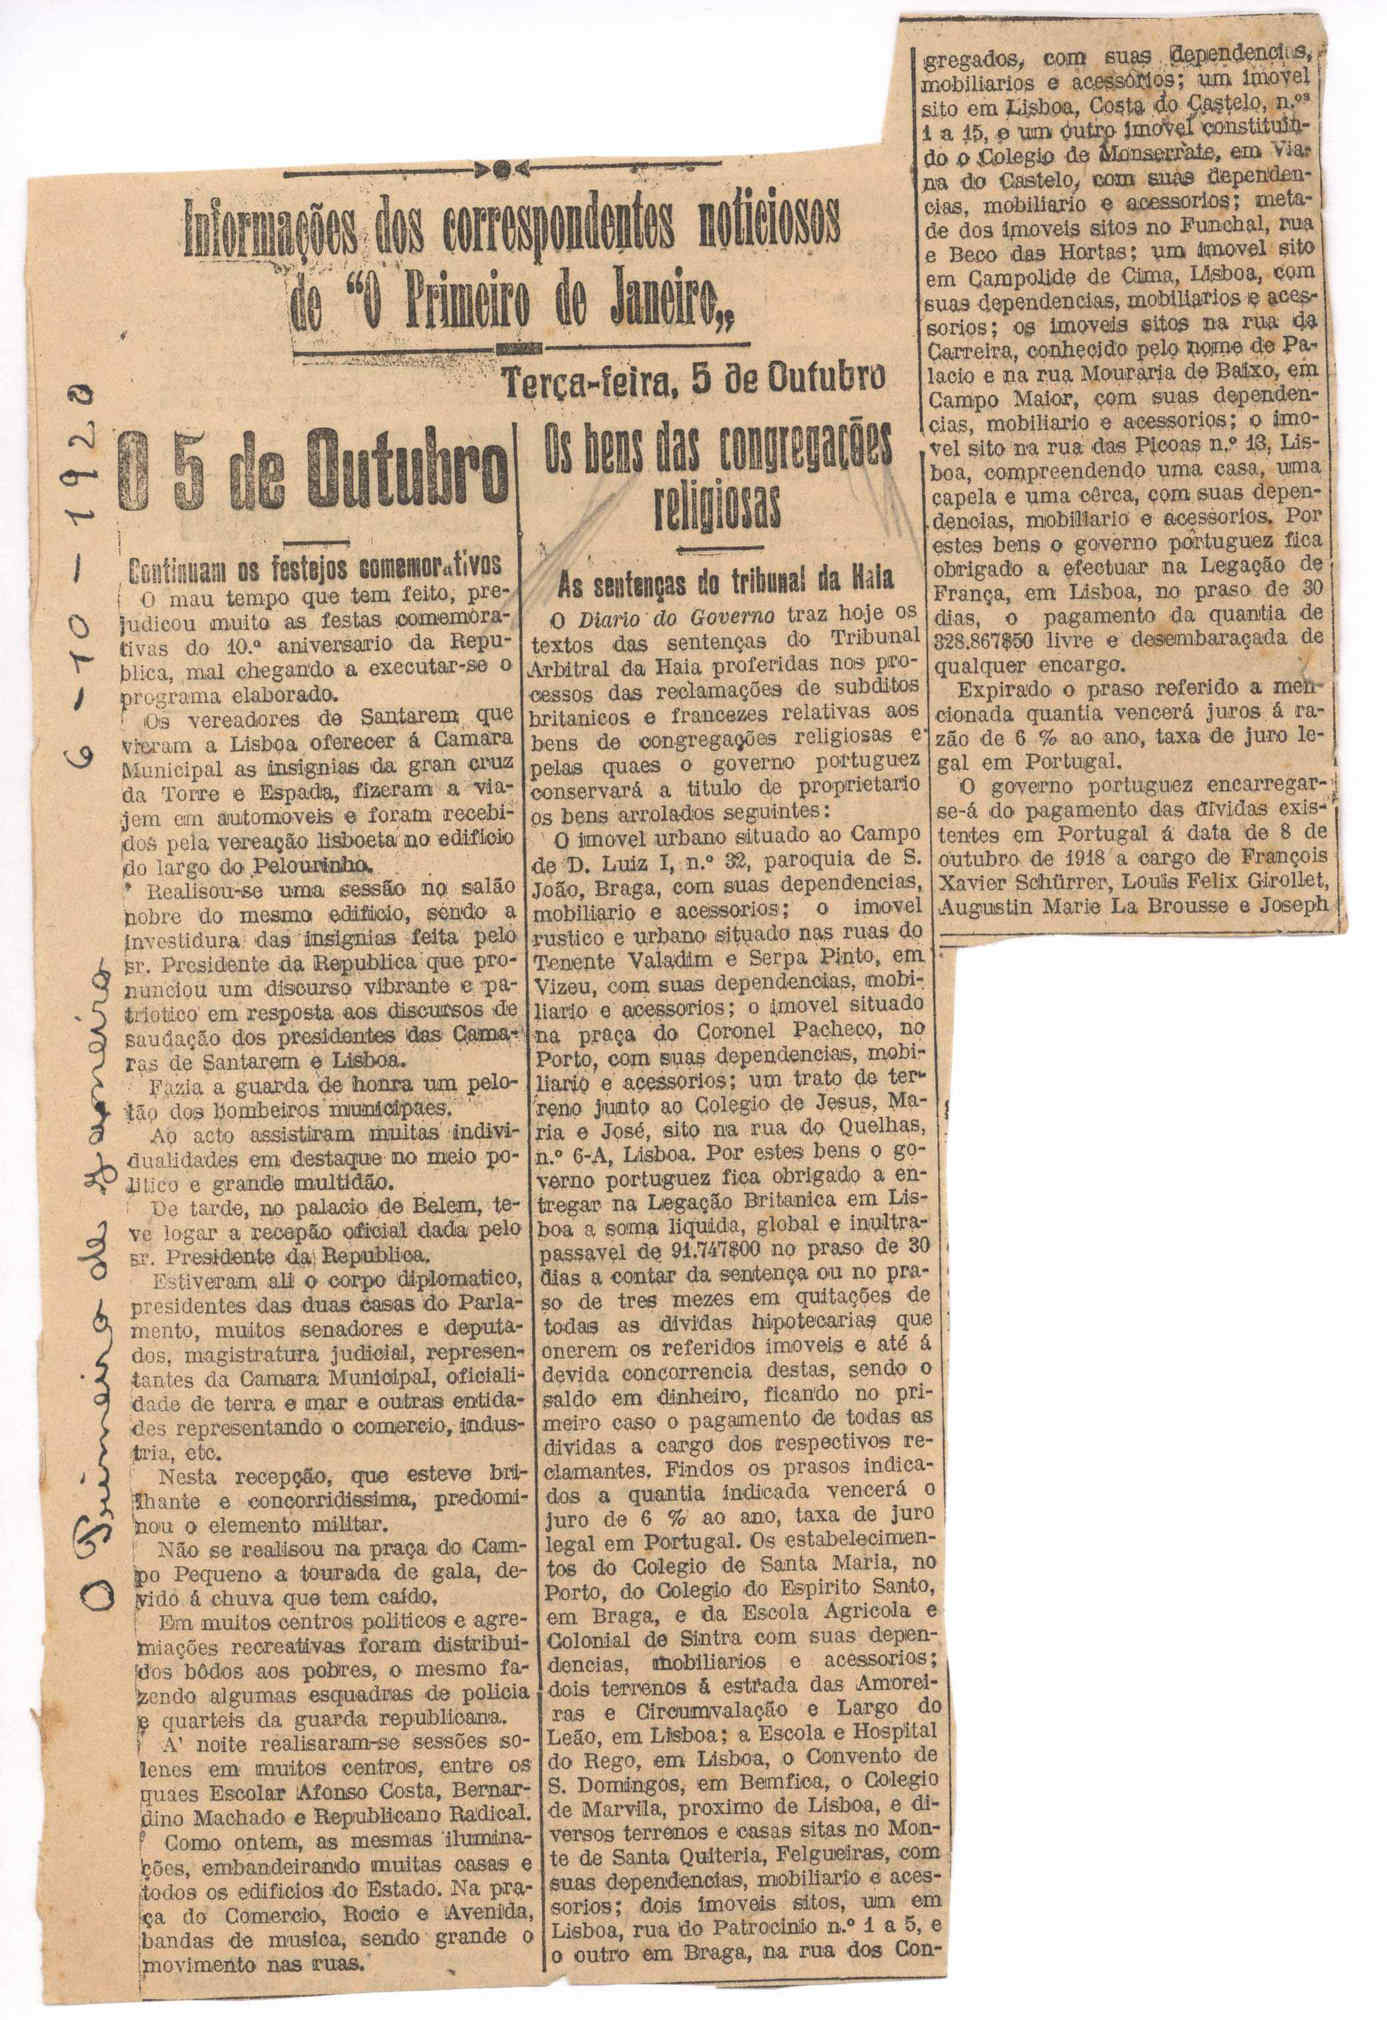 Informações dos correspondentes noticiosos
de “O Primeiro de Janeiro„
Terça-feira, 5 de Outubro
6-10-1920
O Primeiro de Janeiro
O 5 de Outubro
Continuam os festejos comemorativos
O mau tempo que tem feito, pre-
judicou muito as festas comemora-
tivas do 10.º aniversario da Repu-
blica, mal chegando a executar-se o
programa elaborado.
Os vereadores de Santarem que
vieram a Lisboa oferecer á Camara
Municipal as insignias da gran cruz
da Torre e Espada, fizeram a via-
jem em automoveis e foram recebi-
dos pela vereação lisboeta no edificio
do largo do Pelourinho.
Realisou-se uma sessão no salão
nobre do mesmo edificio, sendo a
investidura das insignias feita pelo
sr. Presidente da Republica que pro-
nunciou um discurso vibrante e pa-
triotico em resposta aos discursos de
saudação dos presidentes das Cama-
ras de Santarem e Lisboa.
Fazia a guarda de honra um pelo-
tão dos bombeiros municipaes.
Ao acto assistiram muitas indivi-
dualidades em destaque no meio po-
litico e grande multidão.
De tarde, no palacio de Belem, te-
ve logar a recepão oficial dada pelo
sr. Presidente da Republica.
Estiveram ali o corpo diplomatico,
presidentes das duas casas do Parla-
mento, muitos senadores e deputa-
dos, magistratura judicial, represen-
tantes da Camara Municipal, oficiali-
dade de terra e mar e outras entida-
des representando o comercio, indus-
tria, etc.
Nesta recepção, que esteve bri-
lhante e concorridissima, predomi-
nou o elemento militar.
Não se realisou na praça do Cam-
po Pequeno a tourada de gala, de-
vido á chuva que tem caído.
Em muitos centros politicos e agre-
miações recreativas foram distribui-
dos bôdos aos pobres, o mesmo fa-
zendo algumas esquadras de policia
e quarteis da guarda republicana.
A' noite realisaram-se sessões so-
lenes em muitos centros, entre os
quaes Escolar Afonso Costa, Bernar-
dino Machado e Republicano Radical.
Como ontem, as mesmas ilumina-
ções, embandeirando muitas casas e
todos os edificios do Estado. Na pra-
ça do Comercio, Rocio e Avenida,
bandas de musica, sendo grande o
movimento nas ruas.
Os bens das congregações
religiosas
As sentenças do tribunal da Haia
O Diario do Governo traz hoje os
textos das sentenças do Tribunal
Arbitral da Haia proferidas nos pro-
cessos das reclamações de subditos
britanicos e francezes relativas aos
bens de congregações religiosas e
pelas quaes o governo portuguez
conservará a titulo de proprietario
os bens arrolados seguintes:
O imovel urbano situado ao Campo
de D. Luiz I, n.º 32, paroquia de S.
João, Braga, com suas dependencias,
mobiliario e acessorios; o imovel
rustico e urbano situado nas ruas do
Tenente Valadim e Serpa Pinto, em
Vizeu, com suas dependencias, mobi-
liario e acessorios; o imovel situado
na praça do Coronel Pacheco, no
Porto, com suas dependencias, mobi-
liario e acessorios; um trato de ter-
reno junto ao Colegio de Jesus, Ma-
ria e José, sito na rua do Quelhas,
n.º 6-A, Lisboa. Por estes bens o go-
verno portuguez fica obrigado a en-
tregar na Legação Britanica em Lis-
boa a soma liquida, global e inultra-
passavel de 91.747$00 no praso de 30
dias a contar da sentença ou no pra-
so de tres mezes em quitações de
todas as dividas hipotecarias que
onerem os referidos imoveis e até á
devida concorrencia destas, sendo o
saldo em dinheiro, ficando no pri-
meiro caso o pagamento de todas as
dividas a cargo dos respectivos re-
clamantes. Findos os prasos indica-
dos a quantia indicada vencerá o
juro de 6 % ao ano, taxa de juro
legal em Portugal. Os estabelecimen-
tos do Colegio de Santa Maria, no
Porto, do Colegio do Espirito Santo,
em Braga, e da Escola Agricola e
Colonial de Sintra com suas depen-
dencias, mobiliarios e acessorios;
dois terrenos á estrada das Amorei-
ras e Circumvalação e Largo do
Leão, em Lisboa; a Escola e Hospital
do Rego, em Lisboa, o Convento de
S. Domingos, em Bemfica, o Colegio
de Marvila, proximo de Lisboa, e di-
versos terrenos e casas sitas no Mon-
te de Santa Quiteria, Felgueiras, com
suas dependencias, mobiliario e aces-
sorios; dois imoveis sitos, um em
Lisboa, rua do Patrocinio n.º 1 a 5, e
o outro em Braga, na rua dos Con-
gregados, com suas dependencias,
mobiliarios e acessorios; um imovel
sito em Lisboa, Costa do Castelo, n.ºˢ
1 a 15, e um outro imovel constituin-
do o Colegio de Monserrate, em Via-
na do Castelo, com suas dependen-
cias, mobiliario e acessorios; meta-
de dos imoveis sitos no Funchal, rua
e Beco das Hortas; um imovel sito
em Campolide de Cima, Lisboa, com
suas dependencias, mobiliarios e aces-
sorios; os imoveis sitos na rua da
Carreira, conhecido pelo nome de Pa-
lacio e na rua Mouraria de Baixo, em
Campo Maior, com suas dependen-
cias, mobiliario e acessorios; o imo-
vel sito na rua das Picoas n.º 13, Lis-
boa, compreendendo uma casa, uma
capela e uma cêrca, com suas depen-
dencias, mobiliario e acessorios. Por
estes bens o governo portuguez fica
obrigado a efectuar na Legação de
França, em Lisboa, no praso de 30
dias, o pagamento da quantia de
328.867$50 livre e desembaraçada de
qualquer encargo.
Expirado o praso referido a men-
cionada quantia vencerá juros á ra-
zão de 6 % ao ano, taxa de juro le-
gal em Portugal.
O governo portuguez encarregar-
se-á do pagamento das dividas exis-
tentes em Portugal á data de 8 de
outubro de 1918 a cargo de François
Xavier Schürrer, Louis Felix Girollet,
Augustin Marie La Brousse e Joseph